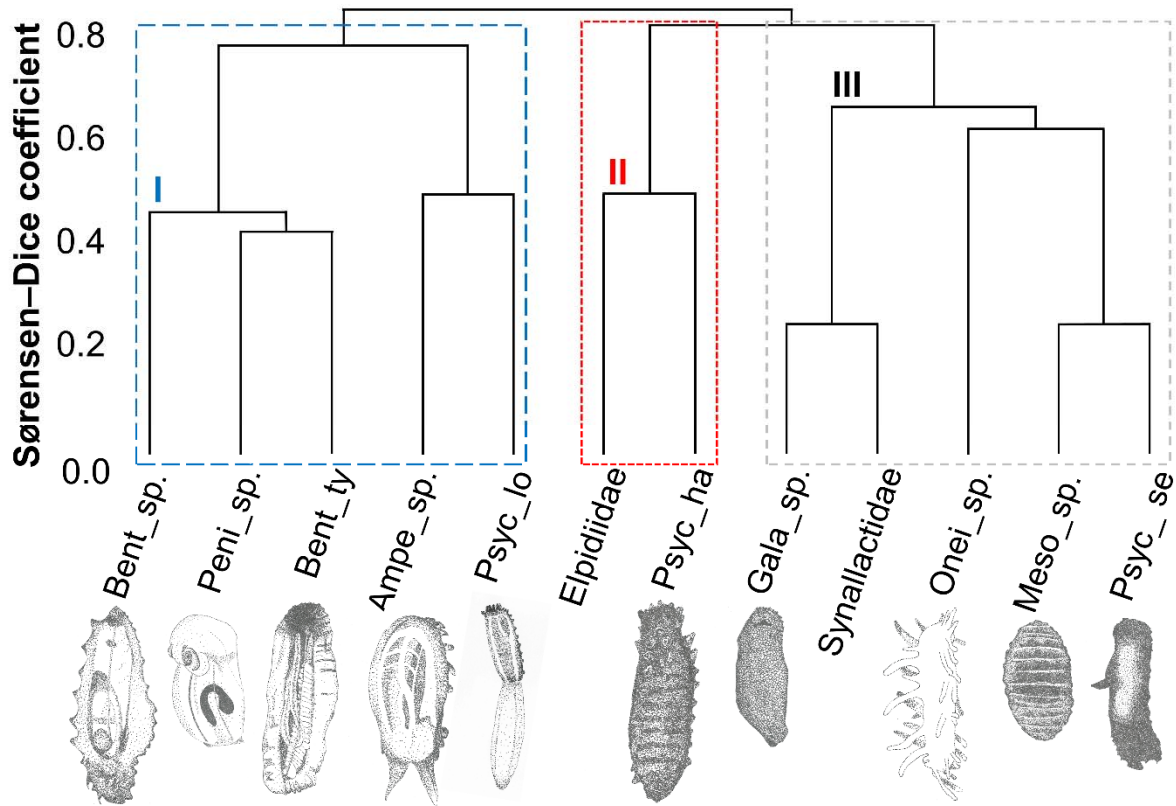 Sørensen–Dice coefficient
0.8
0.6
0.4
0.2
0.0
I
II
III
Bent_sp.
Peni_sp.
Bent_ty
Ampe_sp.
Psyc_lo
Elpidiidae
Psyc_ha
Gala_sp.
Synallactidae
Onei_sp.
Meso_sp.
Psyc_ se